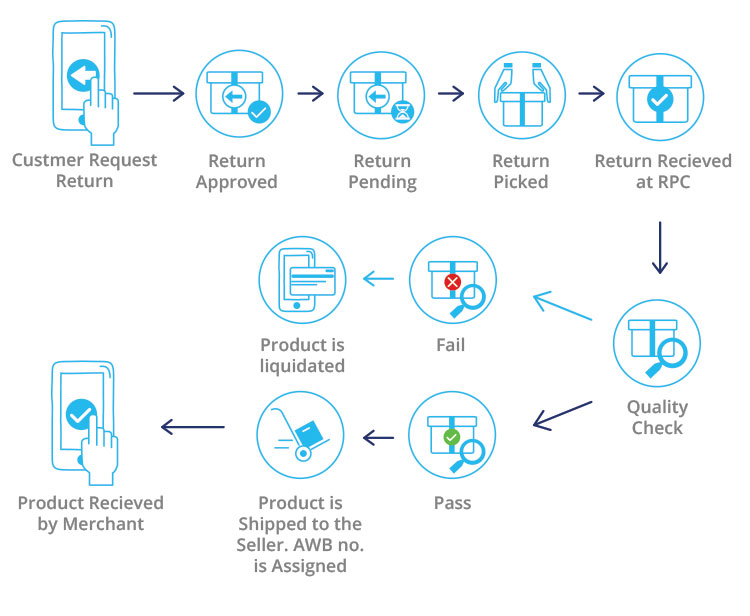 Custmer Request
Return
Return
Approved
Return
Pending
Return
Picked
Return Recieved
at RPC
Product is
liquidated
Fail
Quality
Check
Product Recieved
by Merchant
Product is
Shipped to the
Seller. AWB no.
is Assigned
Pass